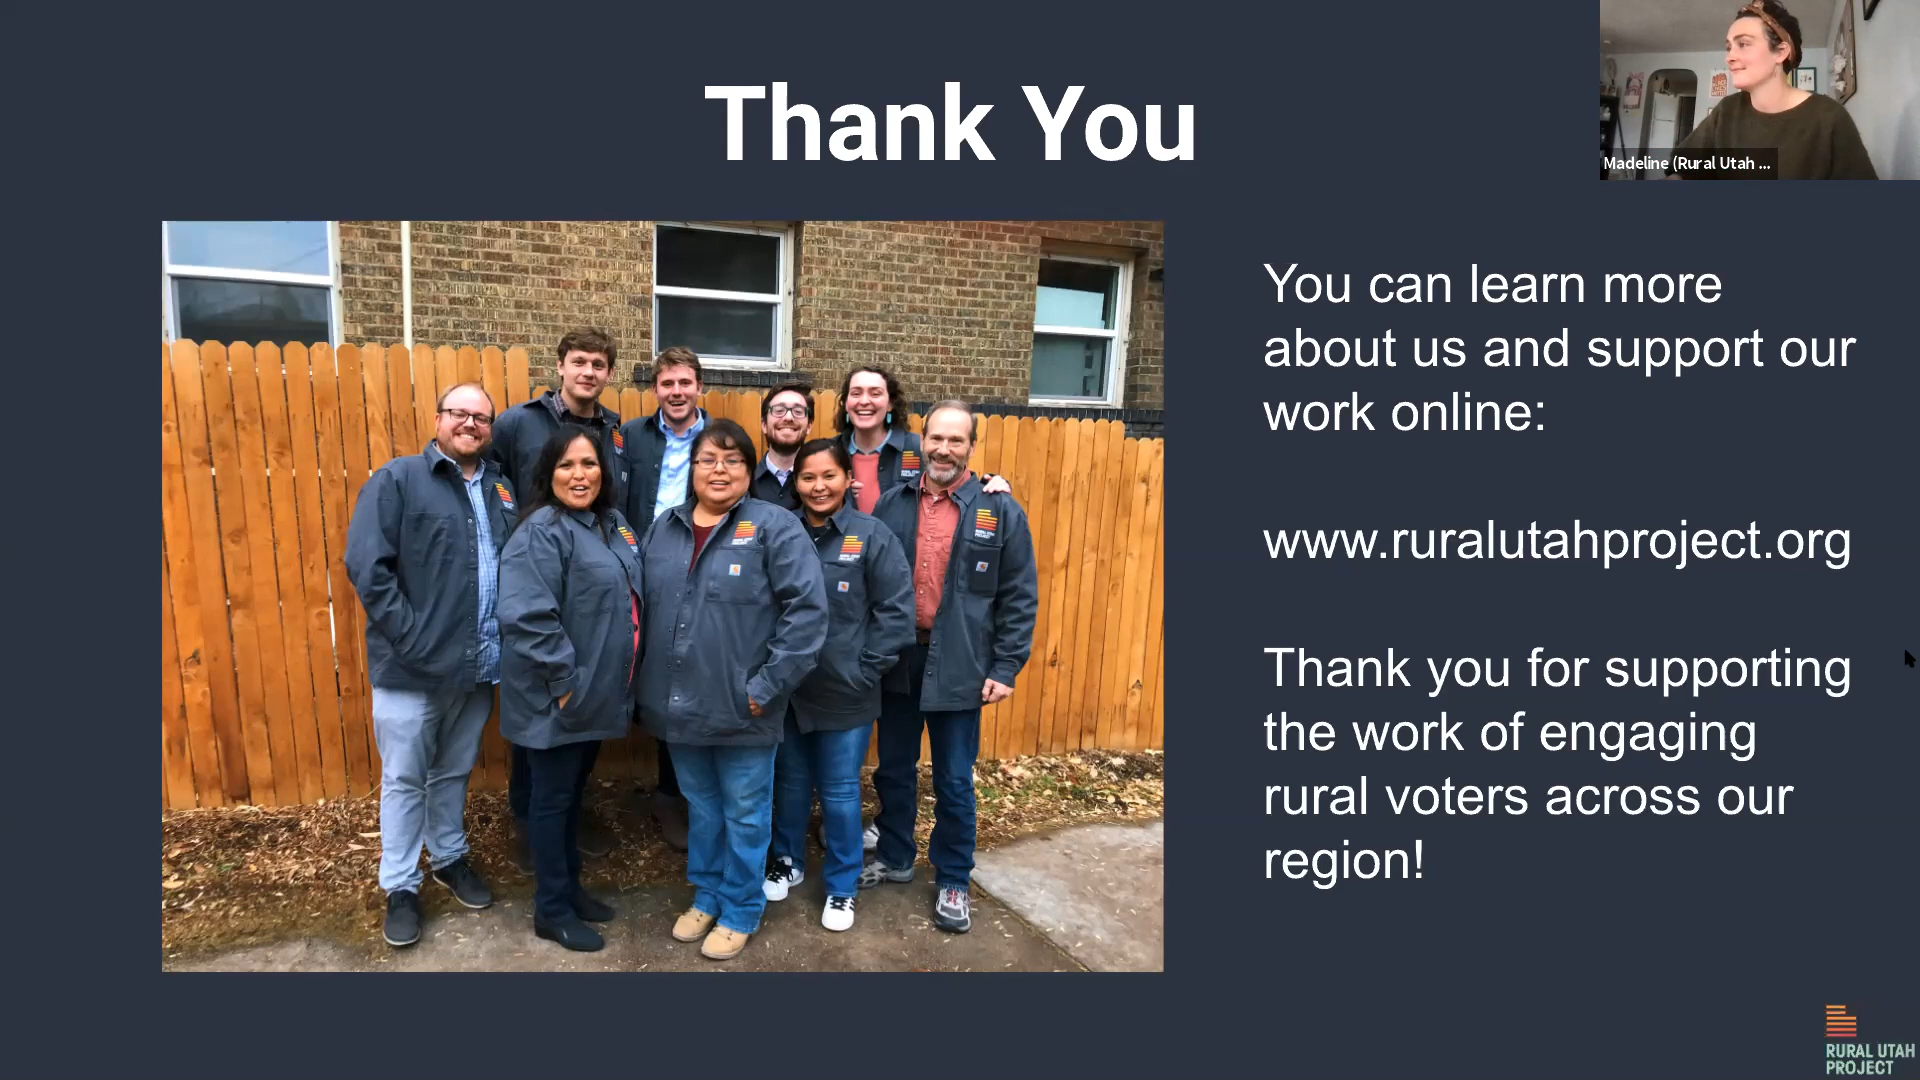 Thank You
Madeline (Rural Utah ...
You can learn more
about us and support our
work online:
www.ruralutahproject.org
Thank you for supporting
the work of engaging
rural voters across our
region!
RURAL UTAH
PROJECT